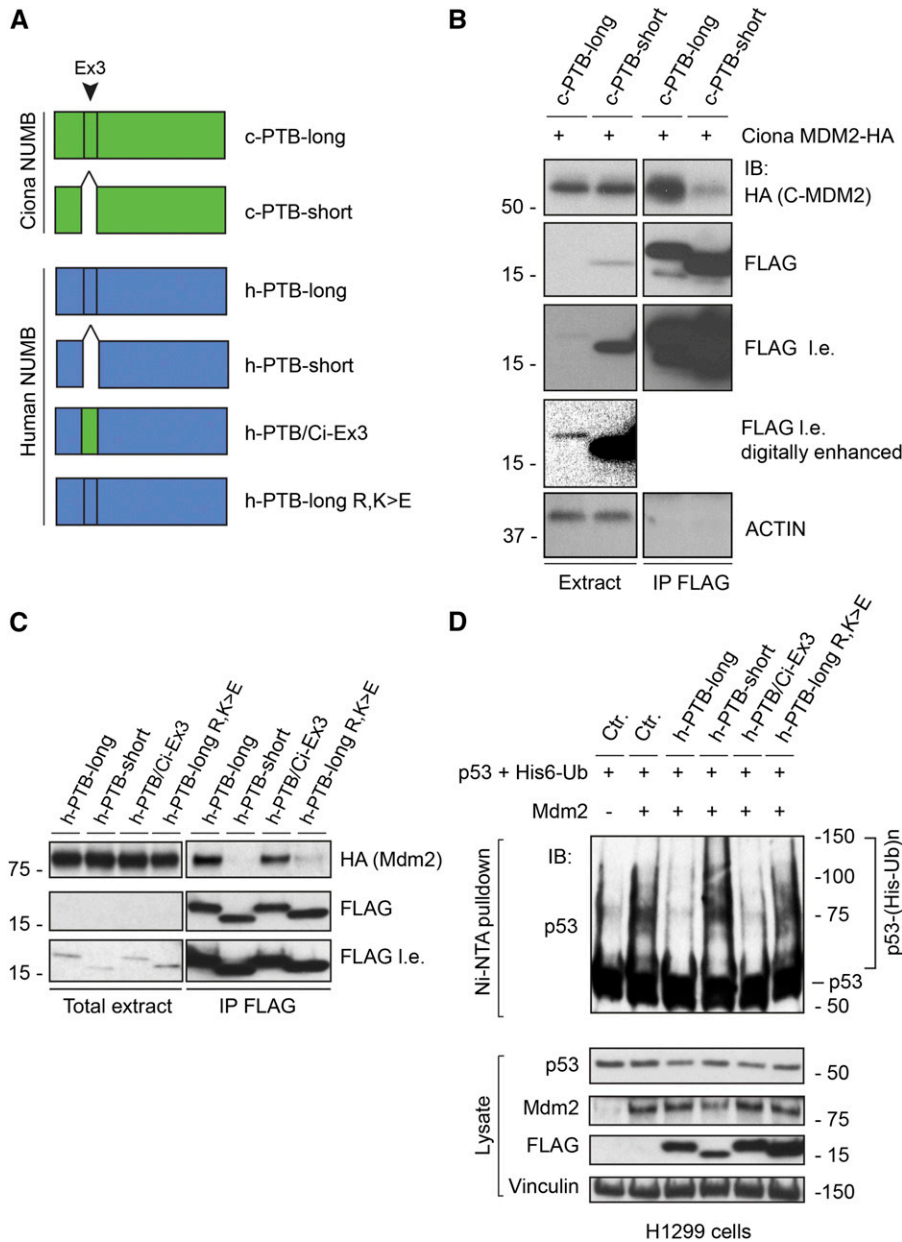 A
Ex3
Ciona NUMB
c-PTB-long
c-PTB-short
Human NUMB
h-PTB-long
h-PTB-short
h-PTB/Ci-Ex3
h-PTB-long R,K>E
B
c-PTB-long
c-PTB-short
c-PTB-long
c-PTB-short
+ + + + Ciona MDM2-HA
IB:
HA (C-MDM2)
50 -
FLAG
15 -
FLAG l.e.
15 -
FLAG l.e.
digitally enhanced
15 -
ACTIN
37 -
Extract IP FLAG
C
h-PTB-long
h-PTB-short
h-PTB/Ci-Ex3
h-PTB-long R,K>E
h-PTB-long
h-PTB-short
h-PTB/Ci-Ex3
h-PTB-long R,K>E
HA (Mdm2)
75 -
FLAG
15 -
FLAG l.e.
15 -
Total extract IP FLAG
D
Ctr.
Ctr.
h-PTB-long
h-PTB-short
h-PTB/Ci-Ex3
h-PTB-long R,K>E
p53 + His6-Ub + + + + + +
Mdm2 - + + + + +
Ni-NTA pulldown
IB:
p53
-150
-100
- 75
p53-(His-Ub)n
– p53
- 50
Lysate
p53 - 50
Mdm2 - 75
FLAG - 15
Vinculin -150
H1299 cells